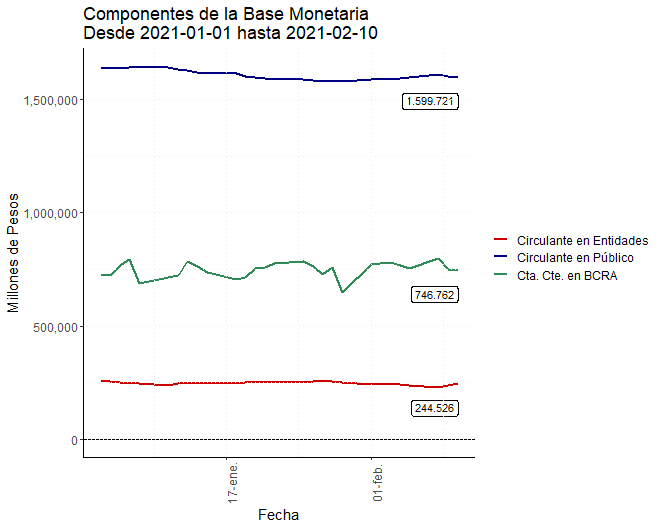 Componentes de la Base Monetaria
Desde 2021-01-01 hasta 2021-02-10
Millones de Pesos
1,500,000
1,000,000
500,000
0
1.599.721
746.762
244.526
17-ene.
01-feb.
Fecha
Circulante en Entidades
Circulante en Público
Cta. Cte. en BCRA